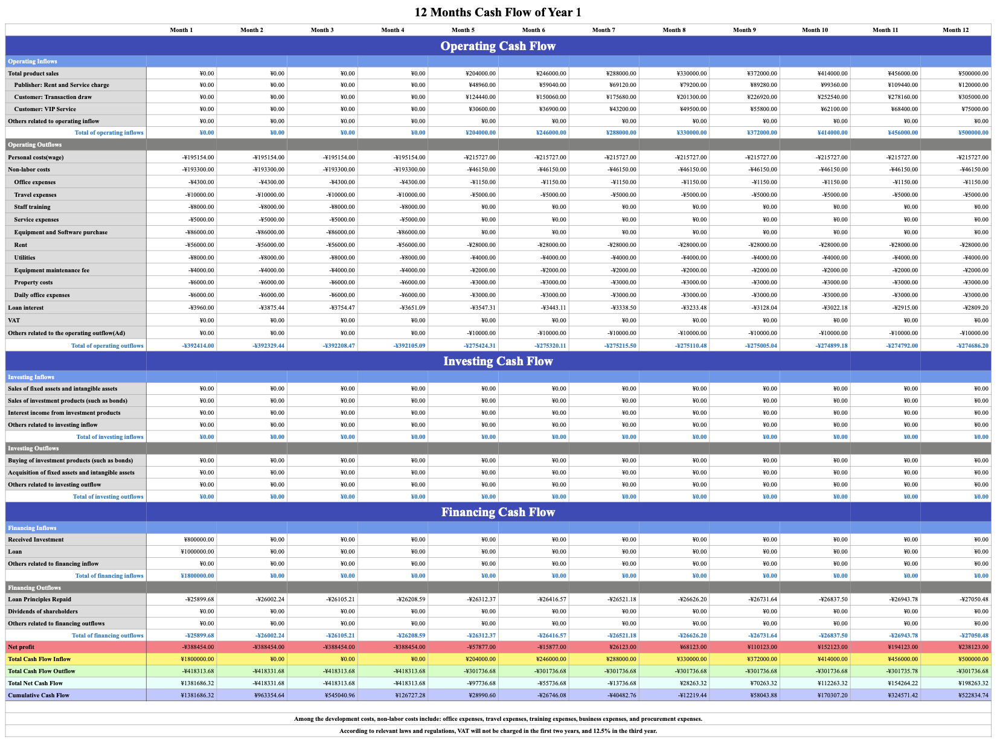 12 Months Cash Flow of Year 1
Month 1 Month 2 Month 3 Month 4 Month 5 Month 6 Month 7 Month 8 Month 9 Month 10 Month 11 Month 12
Operating Cash Flow
Operating Inflows
Total product sales ¥0.00 ¥0.00 ¥0.00 ¥0.00 ¥204000.00 ¥246000.00 ¥288000.00 ¥330000.00 ¥372000.00 ¥414000.00 ¥456000.00 ¥500000.00
Publisher: Rent and Service charge ¥0.00 ¥0.00 ¥0.00 ¥0.00 ¥48960.00 ¥59040.00 ¥69120.00 ¥79200.00 ¥89280.00 ¥99360.00 ¥109440.00 ¥120000.00
Customer: Transaction draw ¥0.00 ¥0.00 ¥0.00 ¥0.00 ¥124440.00 ¥150060.00 ¥175680.00 ¥201300.00 ¥226920.00 ¥252540.00 ¥278160.00 ¥305000.00
Customer: VIP Service ¥0.00 ¥0.00 ¥0.00 ¥0.00 ¥30600.00 ¥36900.00 ¥43200.00 ¥49500.00 ¥55800.00 ¥62100.00 ¥68400.00 ¥75000.00
Others related to operating inflow ¥0.00 ¥0.00 ¥0.00 ¥0.00 ¥0.00 ¥0.00 ¥0.00 ¥0.00 ¥0.00 ¥0.00 ¥0.00 ¥0.00
Total of operating inflows ¥0.00 ¥0.00 ¥0.00 ¥0.00 ¥204000.00 ¥246000.00 ¥288000.00 ¥330000.00 ¥372000.00 ¥414000.00 ¥456000.00 ¥500000.00
Operating Outflows
Personal costs(wage) -¥195154.00 -¥195154.00 -¥195154.00 -¥195154.00 -¥215727.00 -¥215727.00 -¥215727.00 -¥215727.00 -¥215727.00 -¥215727.00 -¥215727.00 -¥215727.00
Non-labor costs -¥193300.00 -¥193300.00 -¥193300.00 -¥193300.00 -¥46150.00 -¥46150.00 -¥46150.00 -¥46150.00 -¥46150.00 -¥46150.00 -¥46150.00 -¥46150.00
Office expenses -¥4300.00 -¥4300.00 -¥4300.00 -¥4300.00 -¥1150.00 -¥1150.00 -¥1150.00 -¥1150.00 -¥1150.00 -¥1150.00 -¥1150.00 -¥1150.00
Travel expenses -¥10000.00 -¥10000.00 -¥10000.00 -¥10000.00 -¥5000.00 -¥5000.00 -¥5000.00 -¥5000.00 -¥5000.00 -¥5000.00 -¥5000.00 -¥5000.00
Staff training -¥8000.00 -¥8000.00 -¥8000.00 -¥8000.00 ¥0.00 ¥0.00 ¥0.00 ¥0.00 ¥0.00 ¥0.00 ¥0.00 ¥0.00
Service expenses -¥5000.00 -¥5000.00 -¥5000.00 -¥5000.00 ¥0.00 ¥0.00 ¥0.00 ¥0.00 ¥0.00 ¥0.00 ¥0.00 ¥0.00
Equipment and Software purchase -¥86000.00 -¥86000.00 -¥86000.00 -¥86000.00 ¥0.00 ¥0.00 ¥0.00 ¥0.00 ¥0.00 ¥0.00 ¥0.00 ¥0.00
Rent -¥56000.00 -¥56000.00 -¥56000.00 -¥56000.00 -¥28000.00 -¥28000.00 -¥28000.00 -¥28000.00 -¥28000.00 -¥28000.00 -¥28000.00 -¥28000.00
Utilities -¥8000.00 -¥8000.00 -¥8000.00 -¥8000.00 -¥4000.00 -¥4000.00 -¥4000.00 -¥4000.00 -¥4000.00 -¥4000.00 -¥4000.00 -¥4000.00
Equipment maintenance fee -¥4000.00 -¥4000.00 -¥4000.00 -¥4000.00 -¥2000.00 -¥2000.00 -¥2000.00 -¥2000.00 -¥2000.00 -¥2000.00 -¥2000.00 -¥2000.00
Property costs -¥6000.00 -¥6000.00 -¥6000.00 -¥6000.00 -¥3000.00 -¥3000.00 -¥3000.00 -¥3000.00 -¥3000.00 -¥3000.00 -¥3000.00 -¥3000.00
Daily office expenses -¥6000.00 -¥6000.00 -¥6000.00 -¥6000.00 -¥3000.00 -¥3000.00 -¥3000.00 -¥3000.00 -¥3000.00 -¥3000.00 -¥3000.00 -¥3000.00
Loan interest -¥3960.00 -¥3875.44 -¥3754.47 -¥3651.09 -¥3547.31 -¥3443.11 -¥3338.50 -¥3233.48 -¥3128.04 -¥3022.18 -¥2915.00 -¥2809.20
VAT ¥0.00 ¥0.00 ¥0.00 ¥0.00 ¥0.00 ¥0.00 ¥0.00 ¥0.00 ¥0.00 ¥0.00 ¥0.00 ¥0.00
Others related to the operating outflow(Ad) ¥0.00 ¥0.00 ¥0.00 ¥0.00 -¥10000.00 -¥10000.00 -¥10000.00 -¥10000.00 -¥10000.00 -¥10000.00 -¥10000.00 -¥10000.00
Total of operating outflows -¥392414.00 -¥392329.44 -¥392208.47 -¥392105.09 -¥275424.31 -¥275320.11 -¥275215.50 -¥275110.48 -¥275005.04 -¥274899.18 -¥274792.00 -¥274686.20
Investing Cash Flow
Investing Inflows
Sales of fixed assets and intangible assets ¥0.00 ¥0.00 ¥0.00 ¥0.00 ¥0.00 ¥0.00 ¥0.00 ¥0.00 ¥0.00 ¥0.00 ¥0.00 ¥0.00
Sales of investment products (such as bonds) ¥0.00 ¥0.00 ¥0.00 ¥0.00 ¥0.00 ¥0.00 ¥0.00 ¥0.00 ¥0.00 ¥0.00 ¥0.00 ¥0.00
Interest income from investment products ¥0.00 ¥0.00 ¥0.00 ¥0.00 ¥0.00 ¥0.00 ¥0.00 ¥0.00 ¥0.00 ¥0.00 ¥0.00 ¥0.00
Others related to investing inflow ¥0.00 ¥0.00 ¥0.00 ¥0.00 ¥0.00 ¥0.00 ¥0.00 ¥0.00 ¥0.00 ¥0.00 ¥0.00 ¥0.00
Total of investing inflows ¥0.00 ¥0.00 ¥0.00 ¥0.00 ¥0.00 ¥0.00 ¥0.00 ¥0.00 ¥0.00 ¥0.00 ¥0.00 ¥0.00
Investing Outflows
Buying of investment products (such as bonds) ¥0.00 ¥0.00 ¥0.00 ¥0.00 ¥0.00 ¥0.00 ¥0.00 ¥0.00 ¥0.00 ¥0.00 ¥0.00 ¥0.00
Acquisition of fixed assets and intangible assets ¥0.00 ¥0.00 ¥0.00 ¥0.00 ¥0.00 ¥0.00 ¥0.00 ¥0.00 ¥0.00 ¥0.00 ¥0.00 ¥0.00
Others related to investing outflow ¥0.00 ¥0.00 ¥0.00 ¥0.00 ¥0.00 ¥0.00 ¥0.00 ¥0.00 ¥0.00 ¥0.00 ¥0.00 ¥0.00
Total of investing outflows ¥0.00 ¥0.00 ¥0.00 ¥0.00 ¥0.00 ¥0.00 ¥0.00 ¥0.00 ¥0.00 ¥0.00 ¥0.00 ¥0.00
Financing Cash Flow
Financing Inflows
Received Investment ¥800000.00 ¥0.00 ¥0.00 ¥0.00 ¥0.00 ¥0.00 ¥0.00 ¥0.00 ¥0.00 ¥0.00 ¥0.00 ¥0.00
Loan ¥1000000.00 ¥0.00 ¥0.00 ¥0.00 ¥0.00 ¥0.00 ¥0.00 ¥0.00 ¥0.00 ¥0.00 ¥0.00 ¥0.00
Others related to financing inflow ¥0.00 ¥0.00 ¥0.00 ¥0.00 ¥0.00 ¥0.00 ¥0.00 ¥0.00 ¥0.00 ¥0.00 ¥0.00 ¥0.00
Total of financing inflows ¥1800000.00 ¥0.00 ¥0.00 ¥0.00 ¥0.00 ¥0.00 ¥0.00 ¥0.00 ¥0.00 ¥0.00 ¥0.00 ¥0.00
Financing Outflows
Loan Principles Repaid -¥25899.68 -¥26002.24 -¥26105.21 -¥26208.59 -¥26312.37 -¥26416.57 -¥26521.18 -¥26626.20 -¥26731.64 -¥26837.50 -¥26943.78 -¥27050.48
Dividends of shareholders ¥0.00 ¥0.00 ¥0.00 ¥0.00 ¥0.00 ¥0.00 ¥0.00 ¥0.00 ¥0.00 ¥0.00 ¥0.00 ¥0.00
Others related to financing outflows ¥0.00 ¥0.00 ¥0.00 ¥0.00 ¥0.00 ¥0.00 ¥0.00 ¥0.00 ¥0.00 ¥0.00 ¥0.00 ¥0.00
Total of financing outflows -¥25899.68 -¥26002.24 -¥26105.21 -¥26208.59 -¥26312.37 -¥26416.57 -¥26521.18 -¥26626.20 -¥26731.64 -¥26837.50 -¥26943.78 -¥27050.48
Net profit -¥388454.00 -¥388454.00 -¥388454.00 -¥388454.00 -¥57877.00 -¥15877.00 ¥26123.00 ¥68123.00 ¥110123.00 ¥152123.00 ¥194123.00 ¥238123.00
Total Cash Flow Inflow ¥1800000.00 ¥0.00 ¥0.00 ¥0.00 ¥204000.00 ¥246000.00 ¥288000.00 ¥330000.00 ¥372000.00 ¥414000.00 ¥456000.00 ¥500000.00
Total Cash Flow Outflow -¥418313.68 -¥418331.68 -¥418313.68 -¥418313.68 -¥301736.68 -¥301736.68 -¥301736.68 -¥301736.68 -¥301736.68 -¥301736.68 -¥301735.78 -¥301736.68
Total Net Cash Flow ¥1381686.32 -¥418331.68 -¥418313.68 -¥418313.68 -¥97736.68 -¥55736.68 -¥13736.68 ¥28263.32 ¥70263.32 ¥112263.32 ¥154264.22 ¥198263.32
Cumulative Cash Flow ¥1381686.32 ¥963354.64 ¥545040.96 ¥126727.28 ¥28990.60 -¥26746.08 -¥40482.76 -¥12219.44 ¥58043.88 ¥170307.20 ¥324571.42 ¥522834.74
Among the development costs, non-labor costs include: office expenses, travel expenses, training expenses, business expenses, and procurement expenses.
According to relevant laws and regulations, VAT will not be charged in the first two years, and 12.5% in the third year.